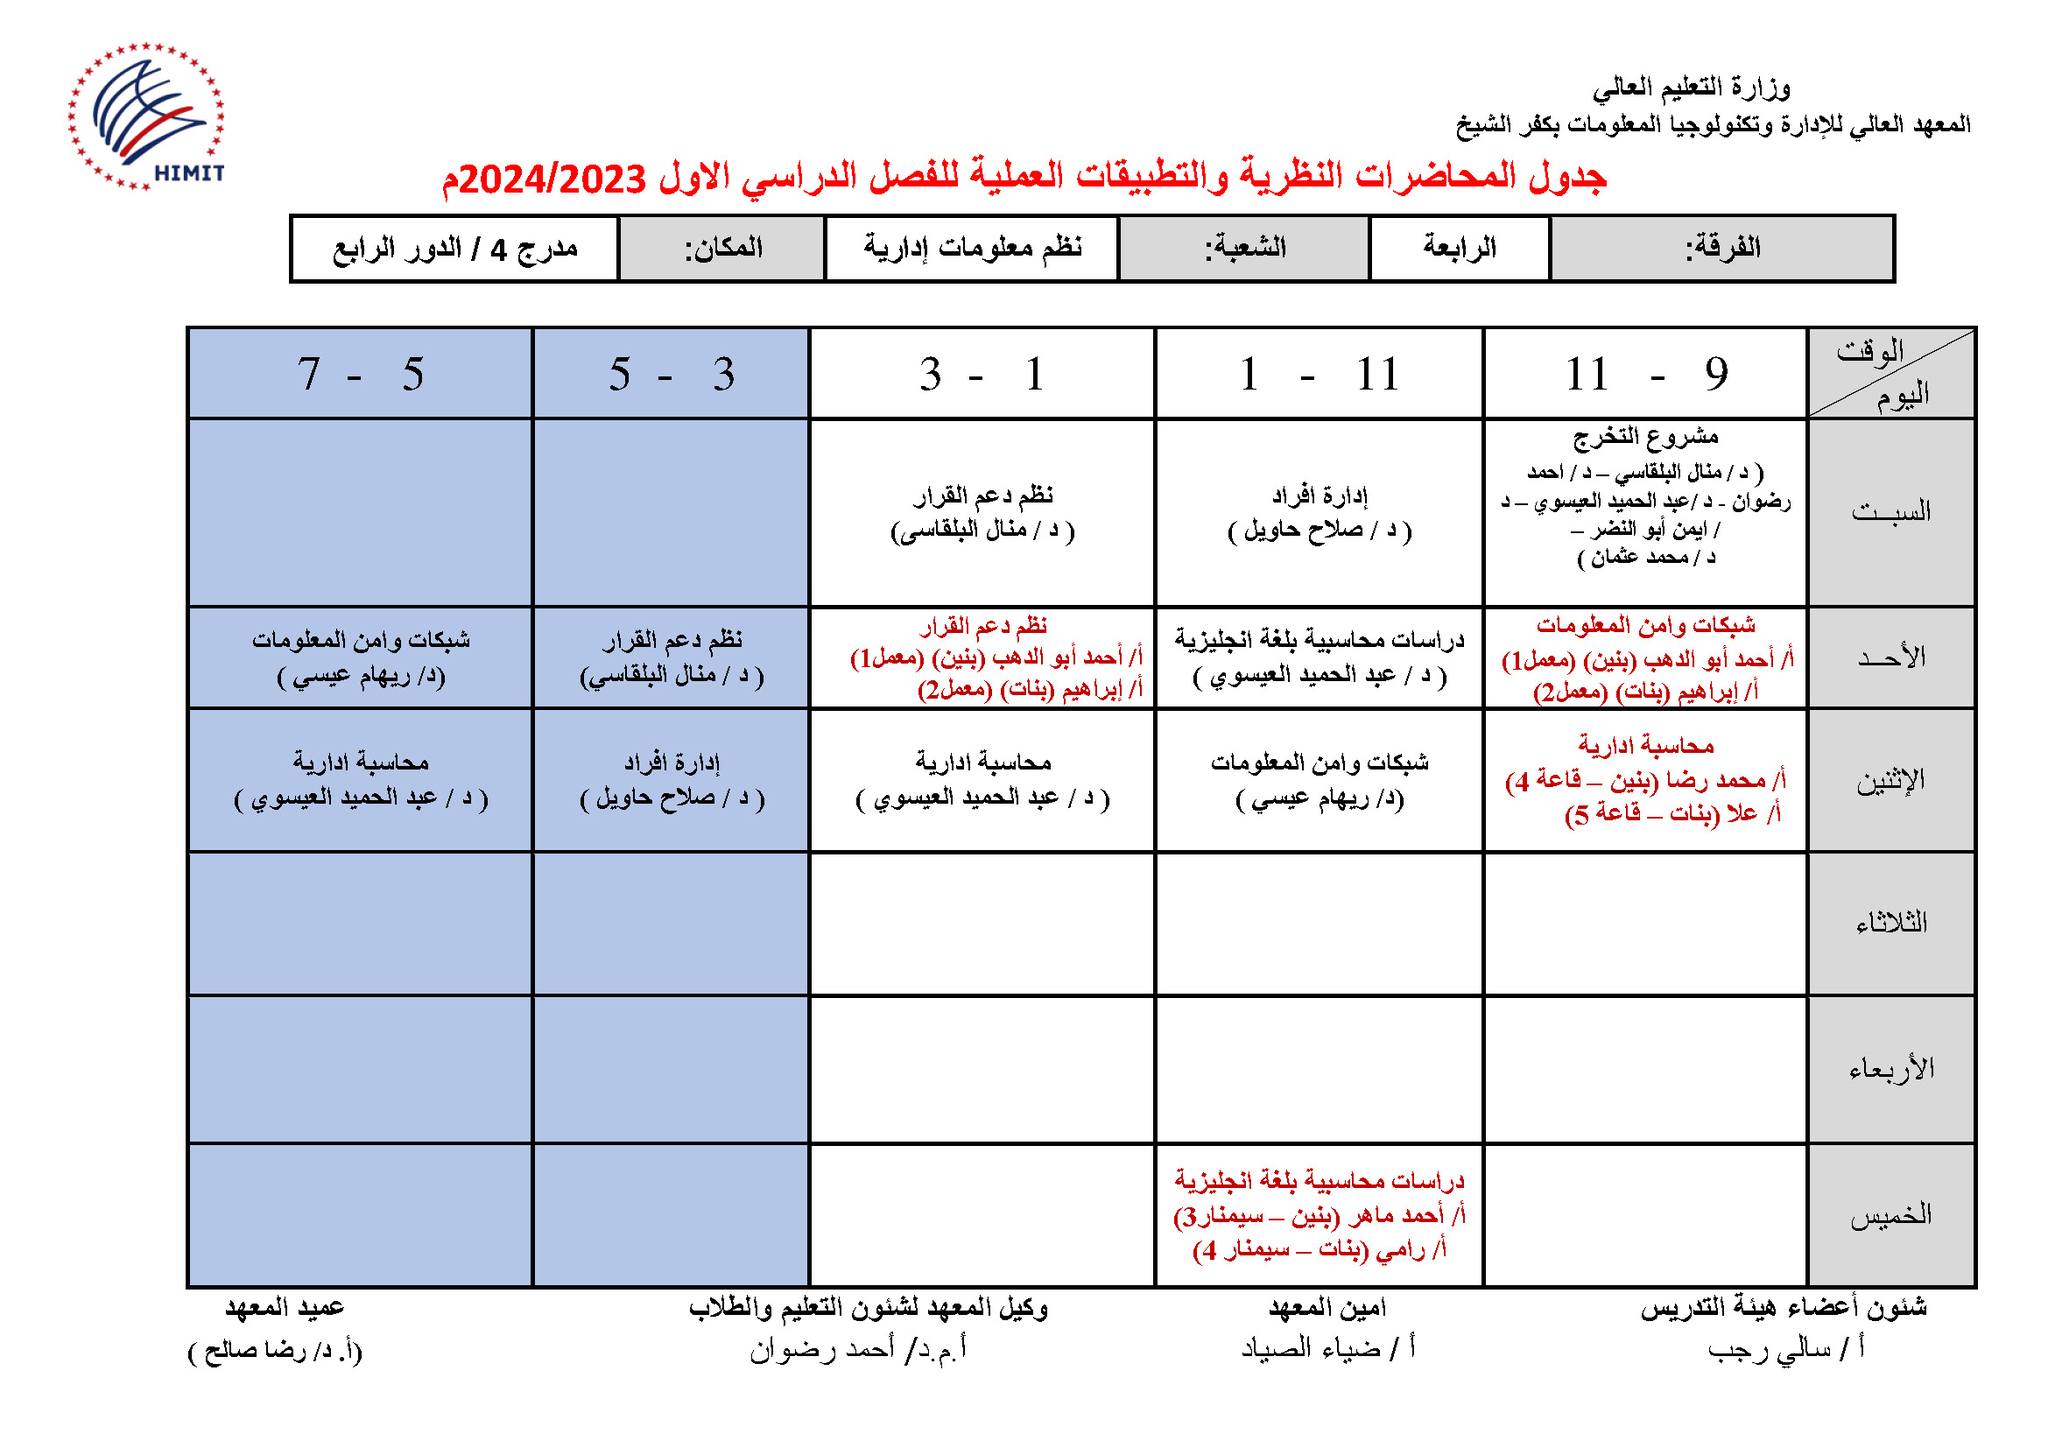 HIMIT
وزارة التعليم العالي
المعهد العالي للإدارة وتكنولوجيا المعلومات بكفر الشيخ
جدول المحاضرات النظرية والتطبيقات العملية للفصل الدراسي الاول 2024/2023م
الفرقة: الرابعة الشعبة: نظم معلومات إدارية المكان: مدرج 4 / الدور الرابع
الوقت
اليوم
9 - 11
11 - 1
1 - 3
3 - 5
5 - 7
السبــت
مشروع التخرج
( د / منال البلقاسي – د / احمد
رضوان - د /عبد الحميد العيسوي – د
/ ايمن أبو النضر –
د / محمد عثمان )
إدارة افراد
( د / صلاح حاويل )
نظم دعم القرار
( د / منال البلقاسى)
الأحــد
شبكات وامن المعلومات
أ/ أحمد أبو الدهب (بنين) (معمل1)
أ/ إبراهيم (بنات) (معمل2)
دراسات محاسبية بلغة انجليزية
( د / عبد الحميد العيسوي )
نظم دعم القرار
أ/ أحمد أبو الدهب (بنين) (معمل1)
أ/ إبراهيم (بنات) (معمل2)
نظم دعم القرار
( د / منال البلقاسي)
شبكات وامن المعلومات
(د/ ريهام عيسي )
الإثنين
محاسبة ادارية
أ/ محمد رضا (بنين – قاعة 4)
أ/ علا (بنات – قاعة 5)
شبكات وامن المعلومات
(د/ ريهام عيسي )
محاسبة ادارية
( د / عبد الحميد العيسوي )
إدارة افراد
( د / صلاح حاويل )
محاسبة ادارية
( د / عبد الحميد العيسوي )
الثلاثاء
الأربعاء
الخميس
دراسات محاسبية بلغة انجليزية
أ/ أحمد ماهر (بنين – سيمنار3)
أ/ رامي (بنات – سيمنار 4)
شئون أعضاء هيئة التدريس
أ / سالي رجب
امين المعهد
أ / ضياء الصياد
وكيل المعهد لشئون التعليم والطلاب
أ.م.د/ أحمد رضوان
عميد المعهد
(أ. د/ رضا صالح )